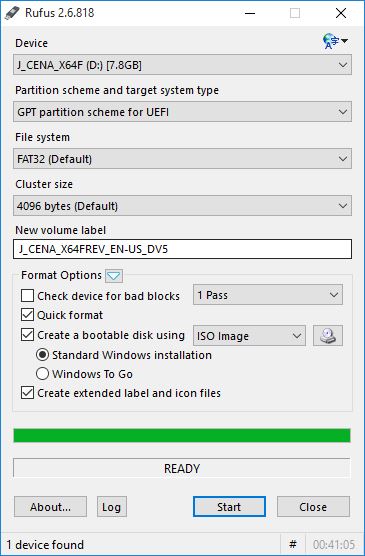 Rufus 2.6.818
Device
J_CENA_X64F (D:) [7.8GB]
Partition scheme and target system type
GPT partition scheme for UEFI
File system
FAT32 (Default)
Cluster size
4096 bytes (Default)
New volume label
J_CENA_X64FREV_EN-US_DV5
Format Options
Check device for bad blocks 1 Pass
Quick format
Create a bootable disk using ISO Image
Standard Windows installation
Windows To Go
Create extended label and icon files
READY
About... Log Start Close
1 device found # 00:41:05